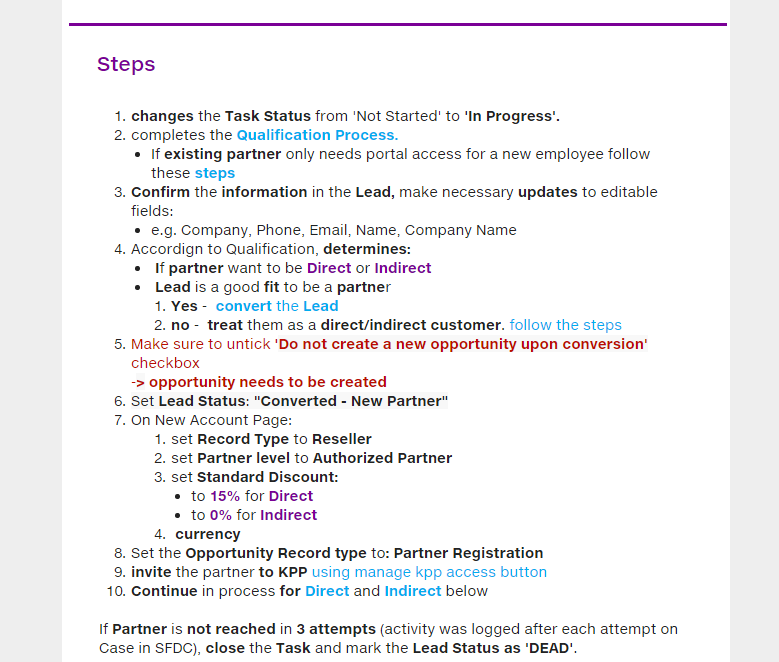 Steps
1. changes the Task Status from 'Not Started' to 'In Progress'.
2. completes the Qualification Process.
• If existing partner only needs portal access for a new employee follow
these steps
3. Confirm the information in the Lead, make necessary updates to editable
fields:
• e.g. Company, Phone, Email, Name, Company Name
4. Accordign to Qualification, determines:
• If partner want to be Direct or Indirect
• Lead is a good fit to be a partner
1. Yes - convert the Lead
2. no - treat them as a direct/indirect customer. follow the steps
5. Make sure to untick 'Do not create a new opportunity upon conversion'
checkbox
-> opportunity needs to be created
6. Set Lead Status: "Converted - New Partner"
7. On New Account Page:
1. set Record Type to Reseller
2. set Partner level to Authorized Partner
3. set Standard Discount:
• to 15% for Direct
• to 0% for Indirect
4. currency
8. Set the Opportunity Record type to: Partner Registration
9. invite the partner to KPP using manage kpp access button
10. Continue in process for Direct and Indirect below
If Partner is not reached in 3 attempts (activity was logged after each attempt on
Case in SFDC), close the Task and mark the Lead Status as 'DEAD'.